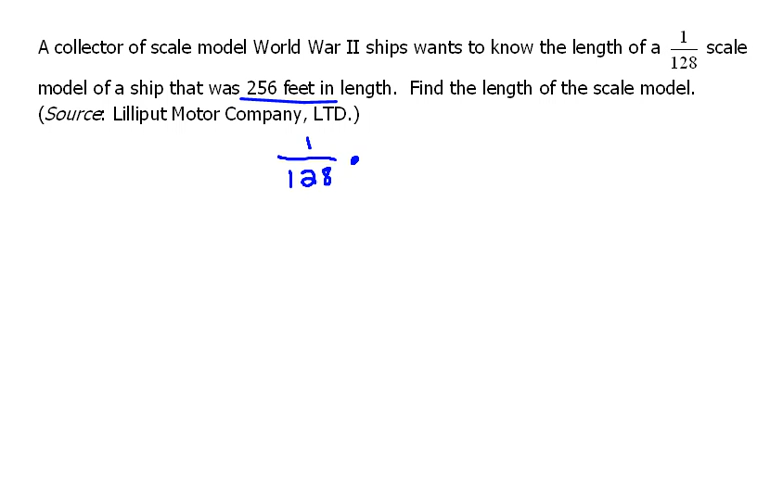 A collector of scale model World War II ships wants to know the length of a 1/128 scale
model of a ship that was 256 feet in length. Find the length of the scale model.
(Source: Lilliput Motor Company, LTD.)
1/128 •